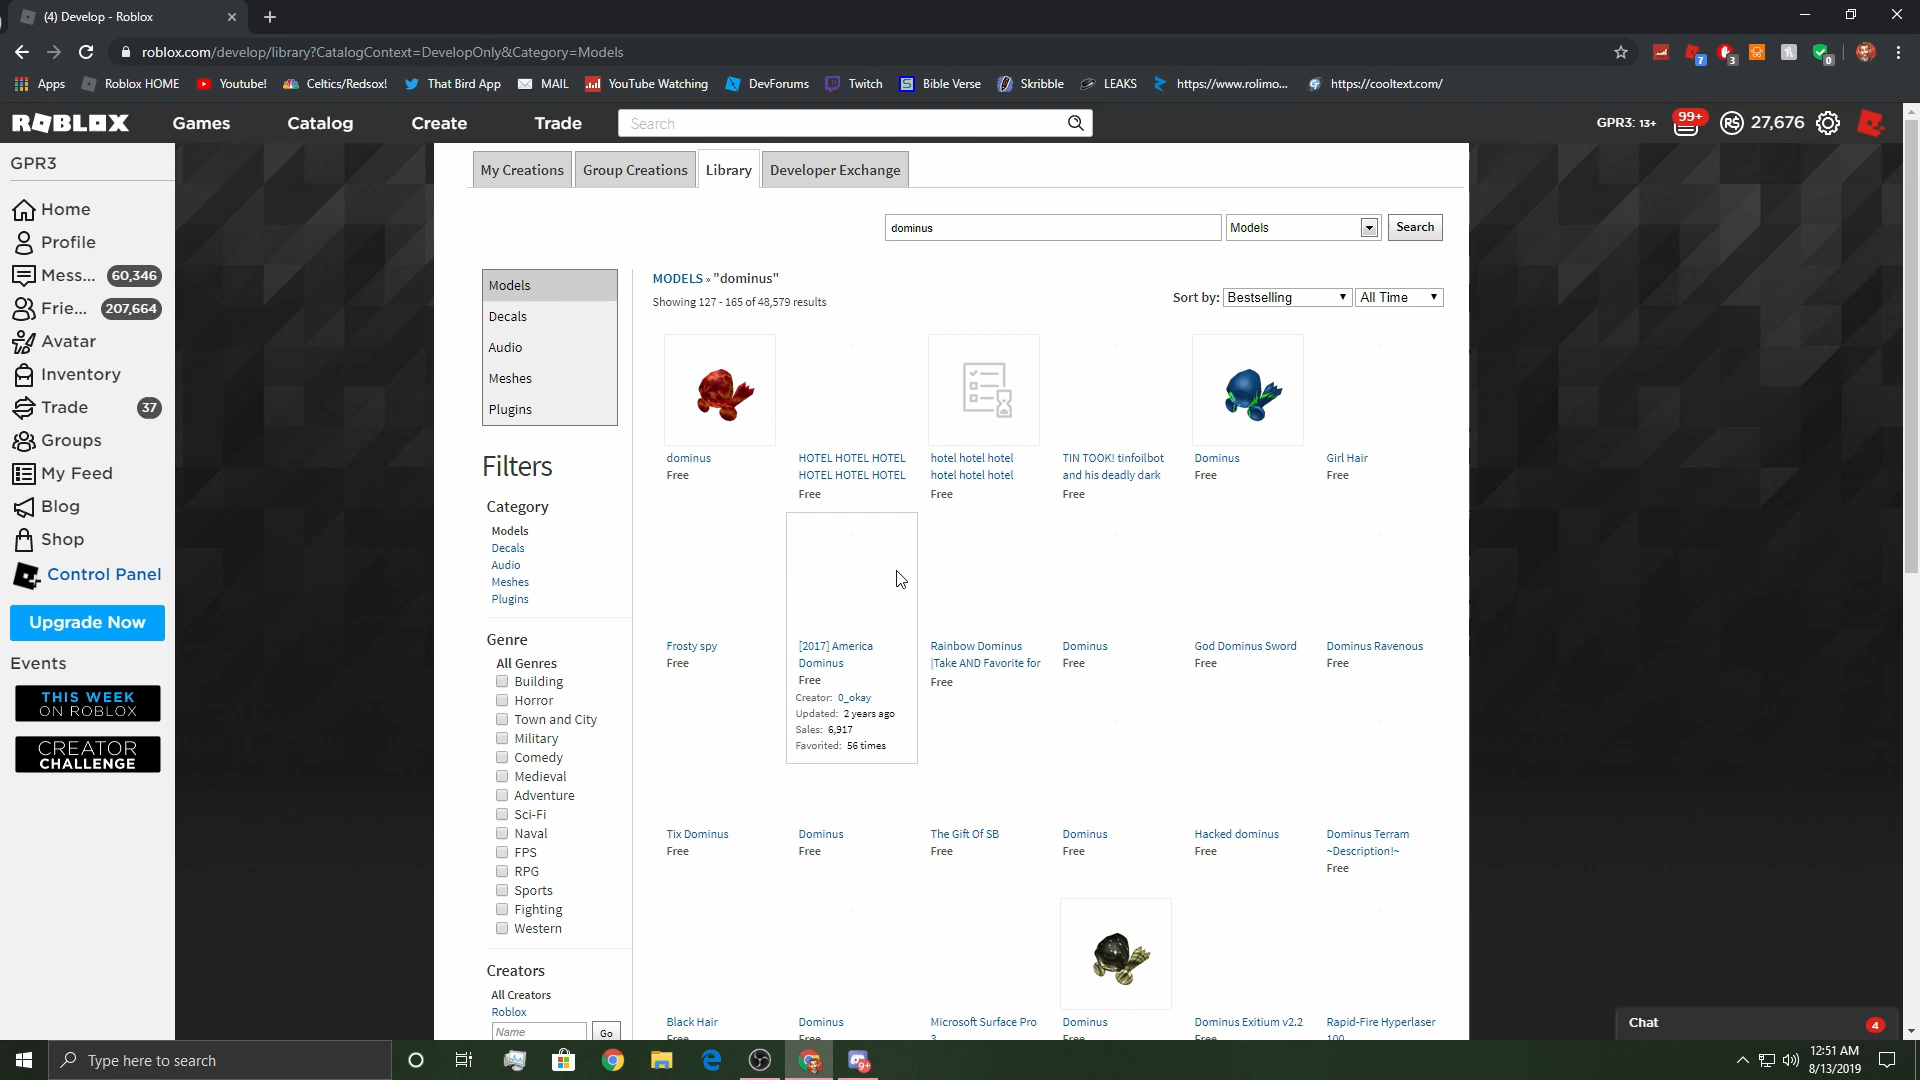 (4) Develop - Roblox
roblox.com/develop/library?CatalogContext=DevelopOnly&Category=Models
7
3
0
Apps
Roblox HOME
Youtube!
Celtics/Redsox!
That Bird App
MAIL
YouTube Watching
DevForums
Twitch
Bible Verse
Skribble
LEAKS
https://www.rolimo...
https://cooltext.com/
ROBLOX
Games
Catalog
Create
Trade
Search
GPR3: 13+
99+
27,676
GPR3
Home
Profile
Mess... 60,346
Frie... 207,664
Avatar
Inventory
Trade 37
Groups
My Feed
Blog
Shop
Control Panel
Upgrade Now
Events
THIS WEEK
ON ROBLOX
CREATOR
CHALLENGE
My Creations
Group Creations
Library
Developer Exchange
dominus
Models
Search
Models
Decals
Audio
Meshes
Plugins
Filters
Category
Models
Decals
Audio
Meshes
Plugins
Genre
All Genres
Building
Horror
Town and City
Military
Comedy
Medieval
Adventure
Sci-Fi
Naval
FPS
RPG
Sports
Fighting
Western
Creators
All Creators
Roblox
Name
Go
MODELS » "dominus"
Showing 127 - 165 of 48,579 results
Sort by: Bestselling All Time
dominus
Free
HOTEL HOTEL HOTEL
HOTEL HOTEL HOTEL
Free
hotel hotel hotel
hotel hotel hotel
Free
TIN TOOK! tinfoilbot
and his deadly dark
Free
Dominus
Free
Girl Hair
Free
Frosty spy
Free
[2017] America
Dominus
Free
Creator: 0_okay
Updated: 2 years ago
Sales: 6,917
Favorited: 56 times
Rainbow Dominus
|Take AND Favorite for
Free
Dominus
Free
God Dominus Sword
Free
Dominus Ravenous
Free
Tix Dominus
Free
Dominus
Free
The Gift Of SB
Free
Dominus
Free
Hacked dominus
Free
Dominus Terram
~Description!~
Free
Black Hair
Free
Dominus
Free
Microsoft Surface Pro
3
Dominus
Free
Dominus Exitium v2.2
Free
Rapid-Fire Hyperlaser
100
Chat
4
Type here to search
9+
12:51 AM
8/13/2019